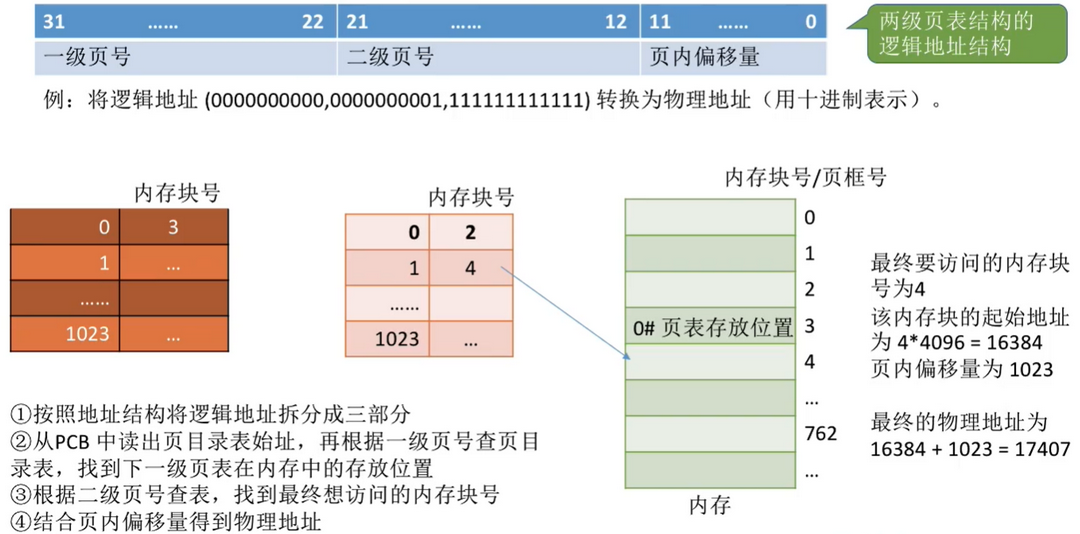 31 …… 22 21 …… 12 11 …… 0
一级页号 二级页号 页内偏移量
两级页表结构的
逻辑地址结构
例：将逻辑地址 (0000000000,0000000001,111111111111) 转换为物理地址（用十进制表示）。
内存块号
0 3
1 …
……
1023 …
内存块号
0 2
1 4
……
1023 …
内存块号/页框号
0
1
2
0# 页表存放位置 3
4
…
762
…
内存
最终要访问的内存块
号为4
该内存块的起始地址
为 4*4096 = 16384
页内偏移量为 1023
最终的物理地址为
16384 + 1023 = 17407
①按照地址结构将逻辑地址拆分成三部分
②从PCB 中读出页目录表始址，再根据一级页号查页目
录表，找到下一级页表在内存中的存放位置
③根据二级页号查表，找到最终想访问的内存块号
④结合页内偏移量得到物理地址